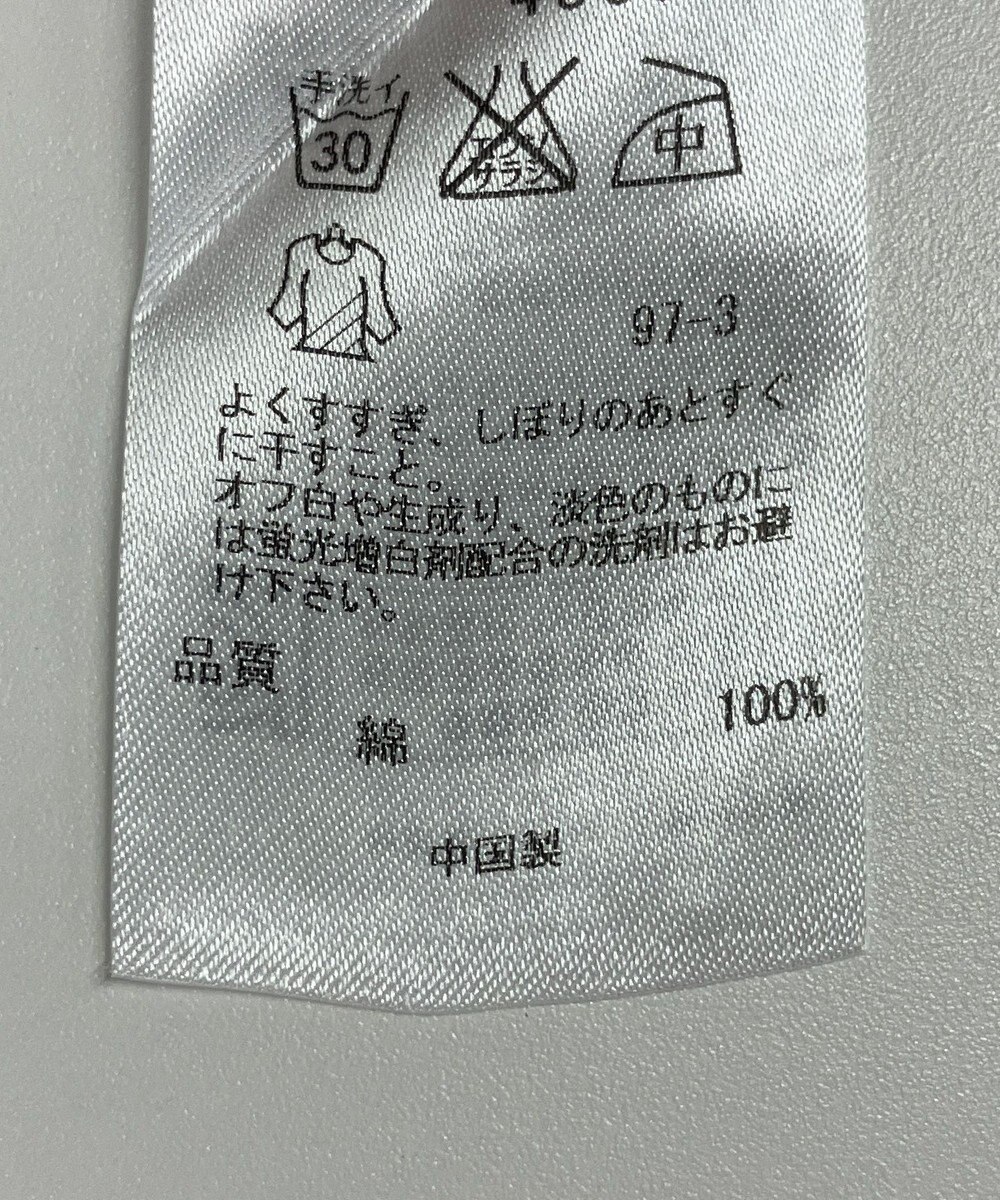 手洗イ
30
エンソ
サラシ
中
97-3
よくすすぎ、しぼりのあとすぐ
に干すこと。
オフ白や生成り、淡色のものに
は蛍光増白剤配合の洗剤はお避
け下さい。
品質
綿 100%
中国製